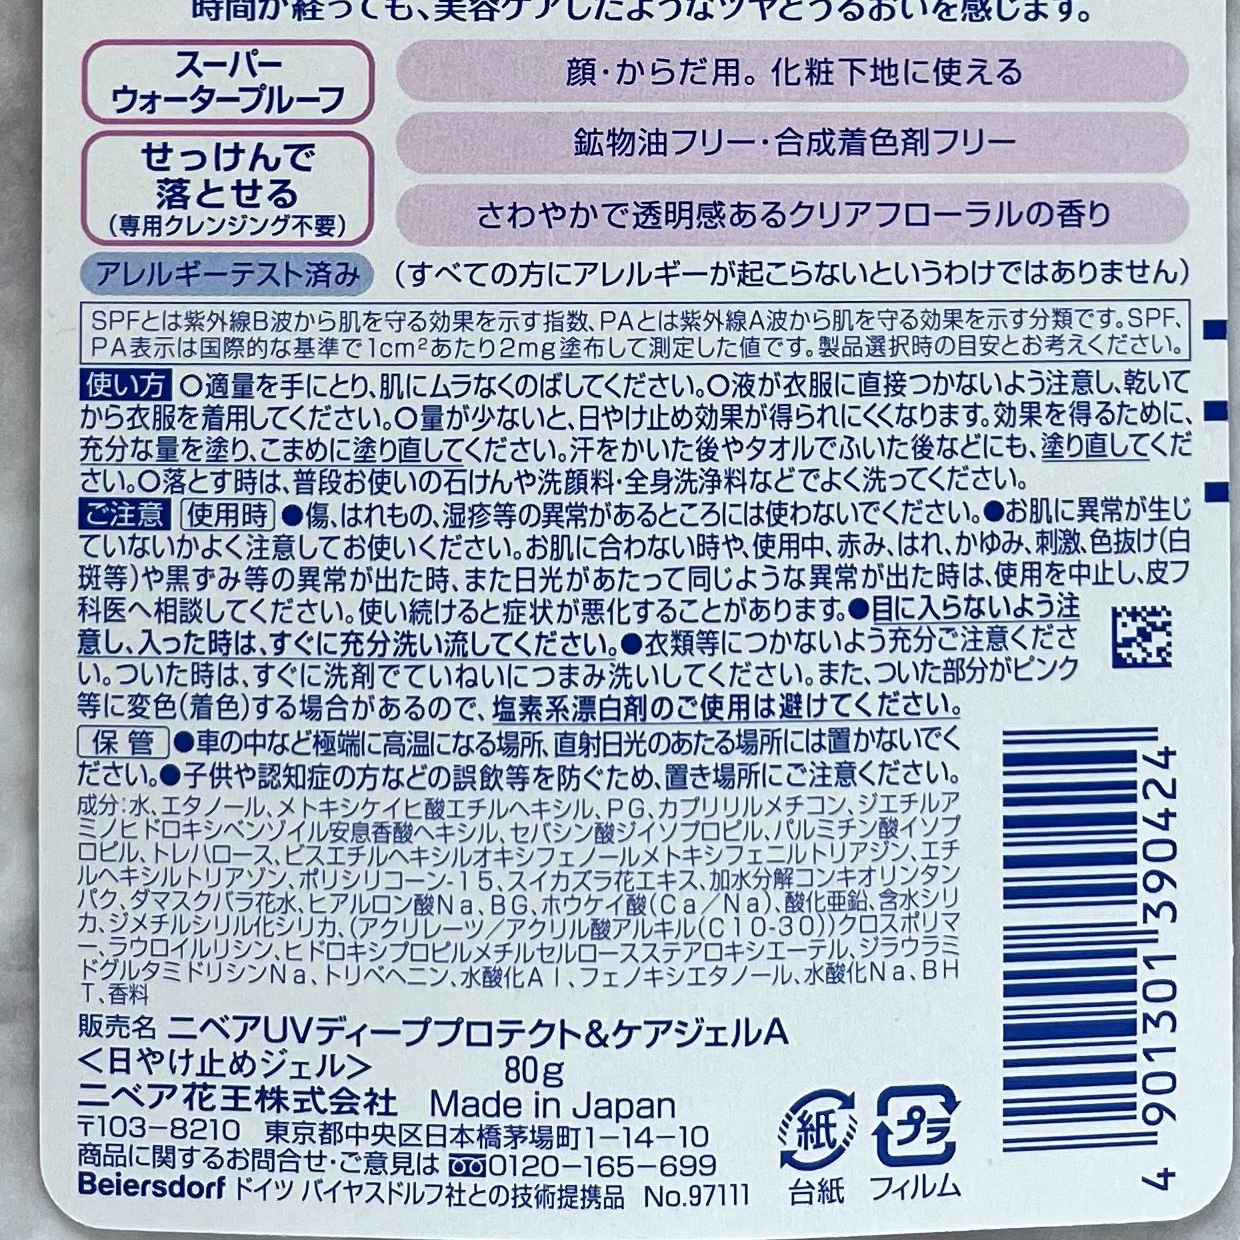 時間が経っても、美容ケアしたようなツヤとうるおいを感じます。
スーパー
ウォータープルーフ
顔・からだ用。化粧下地に使える
鉱物油フリー・合成着色剤フリー
せっけんで
落とせる
(専用クレンジング不要)
さわやかで透明感あるクリアフローラルの香り
アレルギーテスト済み (すべての方にアレルギーが起こらないというわけではありません)
SPFとは紫外線B波から肌を守る効果を示す指数、PAとは紫外線A波から肌を守る効果を示す分類です。SPF、
PA表示は国際的な基準で1cm²あたり2mg塗布して測定した値です。製品選択時の目安とお考えください。
使い方 ○適量を手にとり、肌にムラなくのばしてください。○液が衣服に直接つかないよう注意し、乾いて
から衣服を着用してください。○量が少ないと、日やけ止め効果が得られにくくなります。効果を得るために、
充分な量を塗り、こまめに塗り直してください。汗をかいた後やタオルでふいた後などにも、塗り直してくだ
さい。○落とす時は、普段お使いの石けんや洗顔料・全身洗浄料などでよく洗ってください。
ご注意 使用時 ●傷、はれもの、湿疹等の異常があるところには使わないでください。●お肌に異常が生じ
ていないかよく注意してお使いください。お肌に合わない時や、使用中、赤み、はれ、かゆみ、刺激、色抜け(白
斑等)や黒ずみ等の異常が出た時、また日光があたって同じような異常が出た時は、使用を中止し、皮フ
科医へ相談してください。使い続けると症状が悪化することがあります。●目に入らないよう注
意し、入った時は、すぐに充分洗い流してください。●衣類等につかないよう充分ご注意くださ
い。ついた時は、すぐに洗剤でていねいにつまみ洗いしてください。また、ついた部分がピンク
等に変色(着色)する場合があるので、塩素系漂白剤のご使用は避けてください。
保管 ●車の中など極端に高温になる場所、直射日光のあたる場所には置かないでく
ださい。●子供や認知症の方などの誤飲等を防ぐため、置き場所にご注意ください。
成分：水、エタノール、メトキシケイヒ酸エチルヘキシル、PG、カプリリルメチコン、ジエチルア
ミノヒドロキシベンゾイル安息香酸ヘキシル、セバシン酸ジイソプロピル、パルミチン酸イソプ
ロピル、トレハロース、ビスエチルヘキシルオキシフェノールメトキシフェニルトリアジン、エチ
ルヘキシルトリアゾン、ポリシリコーン-15、スイカズラ花エキス、加水分解コンキオリンタン
パク、ダマスクバラ花水、ヒアルロン酸Na、BG、ホウケイ酸(Ca／Na)、酸化亜鉛、含水シリ
カ、ジメチルシリル化シリカ、(アクリレーツ／アクリル酸アルキル(C10-30))クロスポリマ
ー、ラウロイルリシン、ヒドロキシプロピルメチルセルロースステアロキシエーテル、ジラウラミ
ドグルタミドリシンNa、トリベヘニン、水酸化Al、フェノキシエタノール、水酸化Na、BH
T、香料
販売名 ニベアUVディーププロテクト&ケアジェルA
<日やけ止めジェル> 80g
ニベア花王株式会社 Made in Japan
〒103-8210 東京都中央区日本橋茅場町1-14-10
商品に関するお問合せ・ご意見は 0120-165-699
Beiersdorf ドイツ バイヤスドルフ社との技術提携品 No.97111
紙
台紙
プラ
フィルム
4 901301 390424